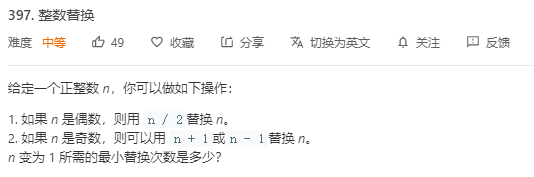 397. 整数替换
难度 中等 49 收藏 分享 切换为英文 关注 反馈
给定一个正整数 n，你可以做如下操作：
1. 如果 n 是偶数，则用 n / 2替换 n。
2. 如果 n 是奇数，则可以用 n + 1或n - 1替换 n。
n 变为 1 所需的最小替换次数是多少？